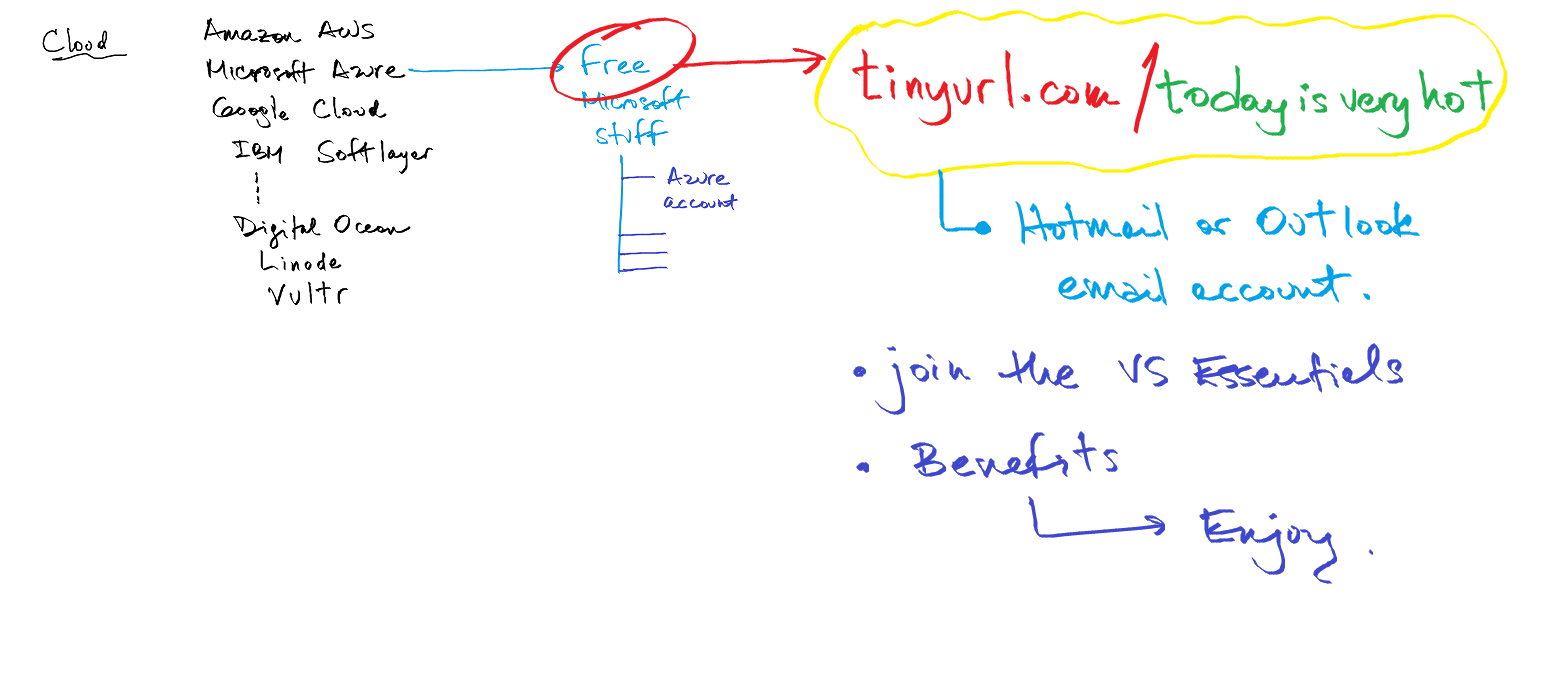 Cloud
Amazon AWS
Microsoft Azure
Google Cloud
IBM Softlayer
Digital Ocean
Linode
Vultr
Free
Microsoft
stuff
Azure
account
tinyurl.com/todayisveryhot
Hotmail or Outlook
email account.
• join the VS Essentiels
• Benefits
Enjoy.